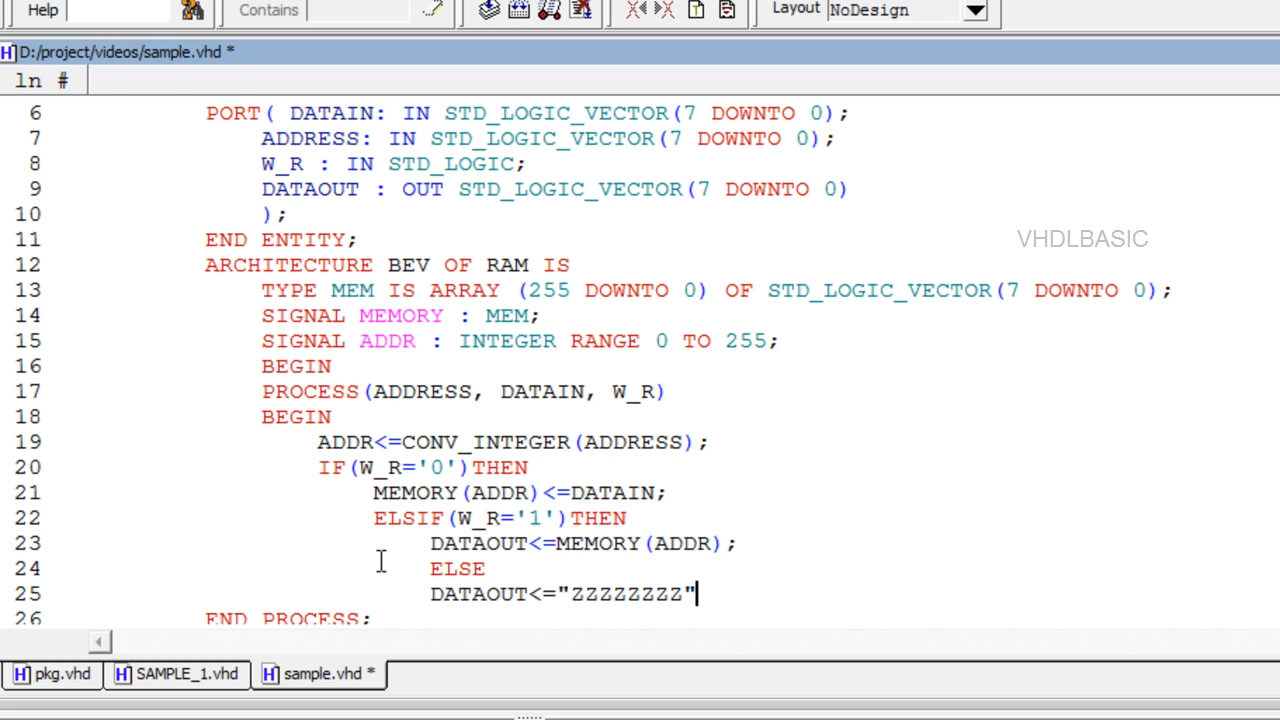 Help Contains Layout NoDesign
D:/project/videos/sample.vhd *
ln #
6 PORT( DATAIN: IN STD_LOGIC_VECTOR(7 DOWNTO 0);
7 ADDRESS: IN STD_LOGIC_VECTOR(7 DOWNTO 0);
8 W_R : IN STD_LOGIC;
9 DATAOUT : OUT STD_LOGIC_VECTOR(7 DOWNTO 0)
10 );
11 END ENTITY;
VHDLBASIC
12 ARCHITECTURE BEV OF RAM IS
13 TYPE MEM IS ARRAY (255 DOWNTO 0) OF STD_LOGIC_VECTOR(7 DOWNTO 0);
14 SIGNAL MEMORY : MEM;
15 SIGNAL ADDR : INTEGER RANGE 0 TO 255;
16 BEGIN
17 PROCESS(ADDRESS, DATAIN, W_R)
18 BEGIN
19 ADDR<=CONV_INTEGER(ADDRESS);
20 IF(W_R='0')THEN
21 MEMORY(ADDR)<=DATAIN;
22 ELSIF(W_R='1')THEN
23 DATAOUT<=MEMORY(ADDR);
24 ELSE
25 DATAOUT<="ZZZZZZZZ"
26 END PROCESS;
pkg.vhd SAMPLE_1.vhd sample.vhd *